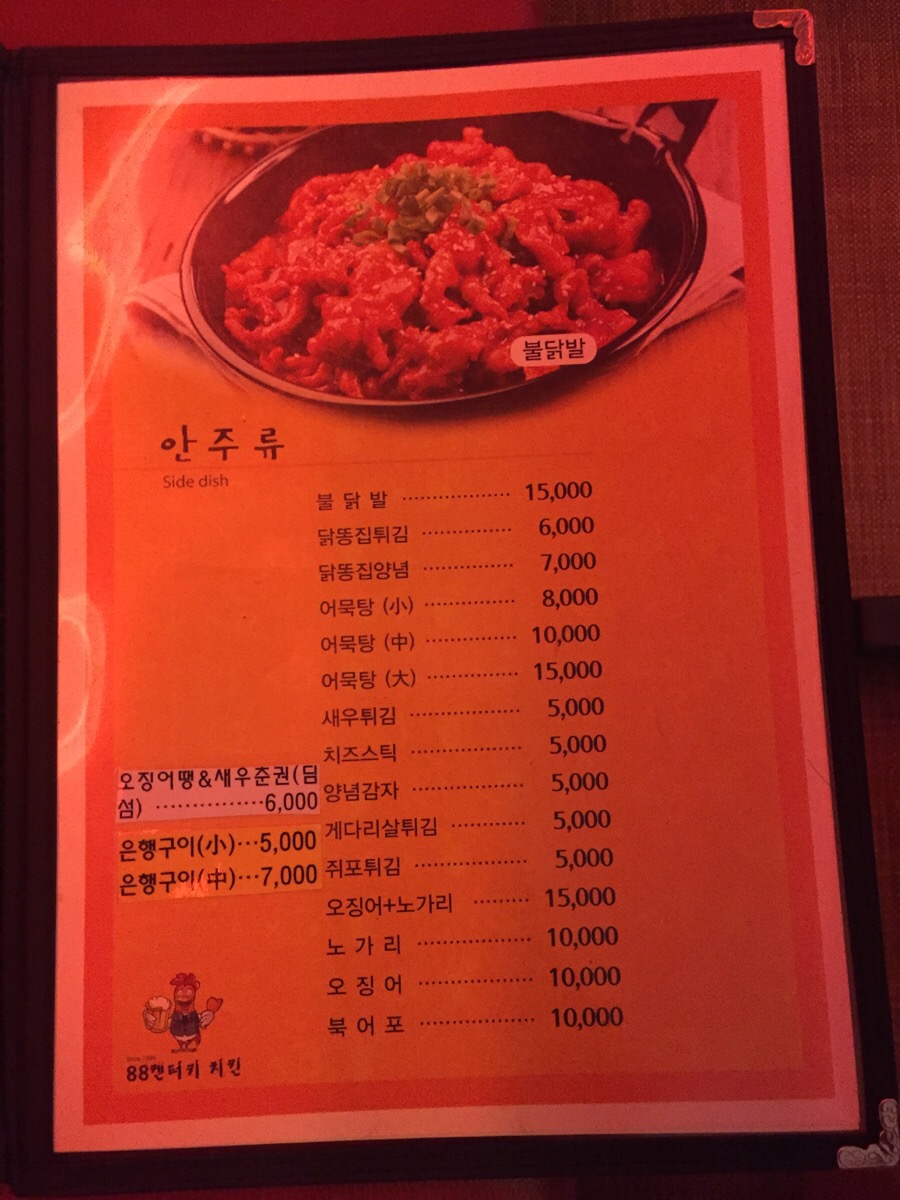 불닭발
안주류
Side dish
불 닭 발 ··················· 15,000
닭똥집튀김 ················ 6,000
닭똥집양념 ················ 7,000
어묵탕 (小) ················ 8,000
어묵탕 (中) ················ 10,000
어묵탕 (大) ················ 15,000
새우튀김 ··················· 5,000
치즈스틱 ··················· 5,000
양념감자 ··················· 5,000
게다리살튀김 ············· 5,000
쥐포튀김 ··················· 5,000
오징어+노가리 ········· 15,000
노 가 리 ···················· 10,000
오 징 어 ···················· 10,000
북 어 포 ···················· 10,000
오징어땡&새우춘권(딤
섬) ···············6,000
은행구이(小)···5,000
은행구이(中)···7,000
88켄터키 치킨